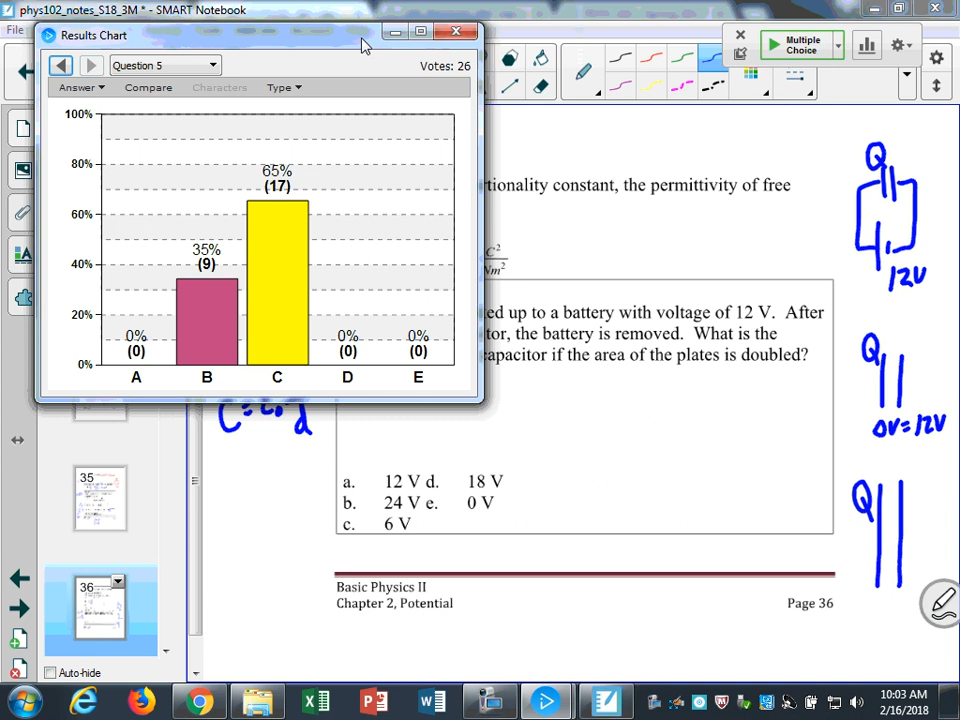 phys102_notes_S18_3M * - SMART Notebook
File
Results Chart
Multiple
Choice
Question 5
Votes: 26
Answer Compare Characters Type
100%
80%
60%
40%
20%
0%
0%
(0)
35%
(9)
65%
(17)
0%
(0)
0%
(0)
A B C D E
tionality constant, the permittivity of free
C²
Nm²
ed up to a battery with voltage of 12 V. After
tor, the battery is removed. What is the
capacitor if the area of the plates is doubled?
a. 12 V d. 18 V
b. 24 V e. 0 V
c. 6 V
Q
12V
Q
ΔV=12V
Q
d
35
36
Basic Physics II
Chapter 2, Potential Page 36
Auto-hide
10:03 AM
2/16/2018